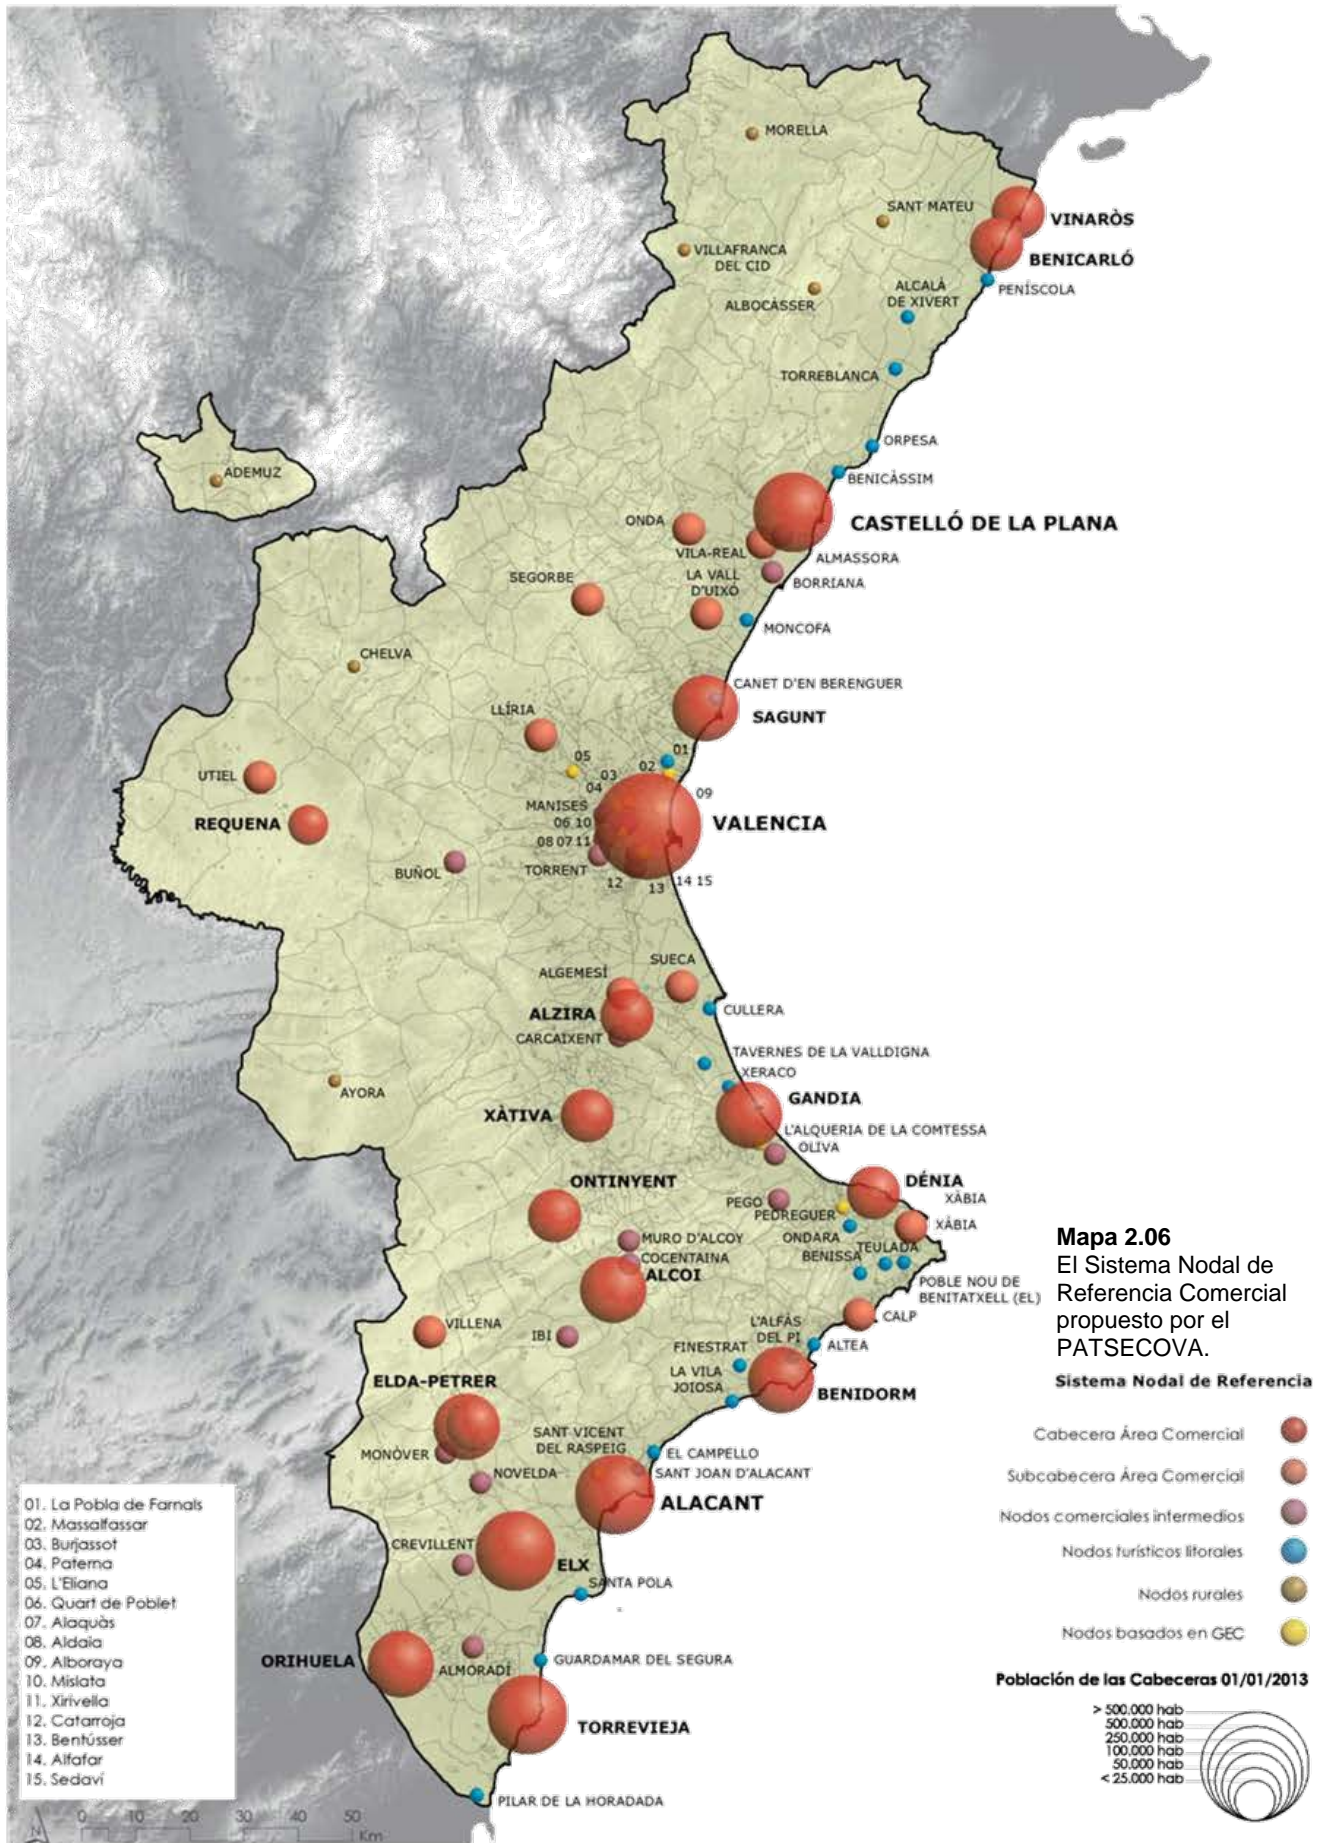 MORELLA
SANT MATEU
VINARÒS
VILLAFRANCA
DEL CID
BENICARLÓ
ALBOCÀSSER
ALCALÀ
DE XIVERT
PENÍSCOLA
TORREBLANCA
ORPESA
ADEMUZ
BENICÀSSIM
ONDA
CASTELLÓ DE LA PLANA
VILA-REAL
ALMASSORA
SEGORBE
LA VALL
D'UIXÓ
BORRIANA
MONCOFA
CHELVA
CANET D'EN BERENGUER
LLÍRIA
SAGUNT
05
01
02
UTIEL
03
04
09
MANISES
REQUENA
06 10
VALENCIA
08 07 11
BUÑOL
TORRENT
12
13
14 15
SUECA
ALGEMESÍ
ALZIRA
CULLERA
CARCAIXENT
TAVERNES DE LA VALLDIGNA
XERACO
AYORA
GANDIA
XÀTIVA
L'ALQUERIA DE LA COMTESSA
OLIVA
ONTINYENT
DÉNIA
XÀBIA
PEGO
PEDREGUER
XÀBIA
ONDARA
MURO D'ALCOY
TEULADA
BENISSA
COCENTAINA
ALCOI
POBLE NOU DE
BENITATXELL (EL)
CALP
VILLENA
IBI
L'ALFÀS
DEL PI
ALTEA
FINESTRAT
LA VILA
JOIOSA
ELDA-PETRER
BENIDORM
SANT VICENT
DEL RASPEIG
MONÒVER
EL CAMPELLO
SANT JOAN D'ALACANT
NOVELDA
ALACANT
CREVILLENT
ELX
SANTA POLA
ORIHUELA
ALMORADÍ
GUARDAMAR DEL SEGURA
TORREVIEJA
PILAR DE LA HORADADA
Mapa 2.06
El Sistema Nodal de
Referencia Comercial
propuesto por el
PATSECOVA.
Sistema Nodal de Referencia
Cabecera Área Comercial
Subcabecera Área Comercial
Nodos comerciales intermedios
Nodos turísticos litorales
Nodos rurales
Nodos basados en GEC
Población de las Cabeceras 01/01/2013
> 500.000 hab
500.000 hab
250.000 hab
100.000 hab
50.000 hab
< 25.000 hab
01. La Pobla de Farnals
02. Massalfassar
03. Burjassot
04. Paterna
05. L'Eliana
06. Quart de Poblet
07. Alaquàs
08. Aldaia
09. Alboraya
10. Mislata
11. Xirivella
12. Catarroja
13. Bentússer
14. Alfafar
15. Sedaví
N
0 10 20 30 40 50
Km